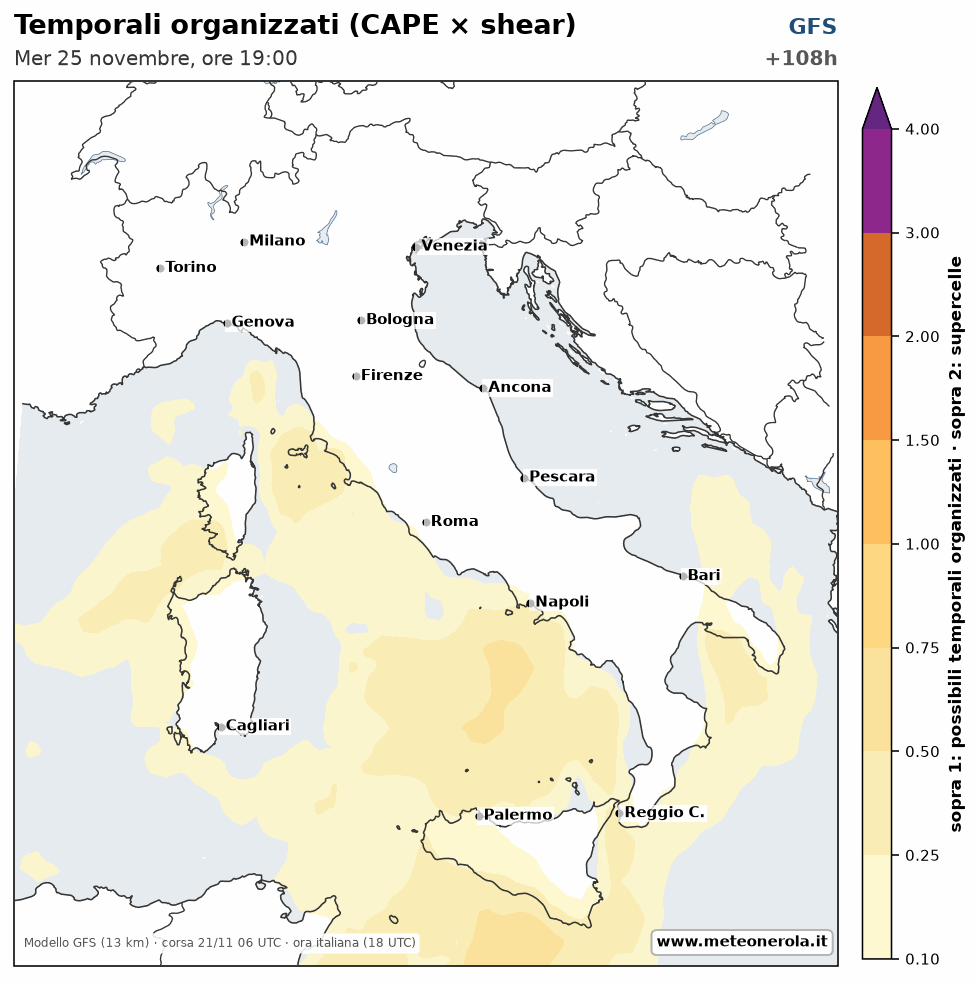 Temporali organizzati (CAPE × shear)
GFS
Mer 25 novembre, ore 19:00
+108h
4.00
3.00
2.00
1.50
1.00
0.75
0.50
0.25
0.10
sopra 1: possibili temporali organizzati · sopra 2: supercelle
Milano
Venezia
Torino
Genova
Bologna
Firenze
Ancona
Pescara
Roma
Bari
Napoli
Cagliari
Palermo
Reggio C.
Modello GFS (13 km) · corsa 21/11 06 UTC · ora italiana (18 UTC)
www.meteonerola.it